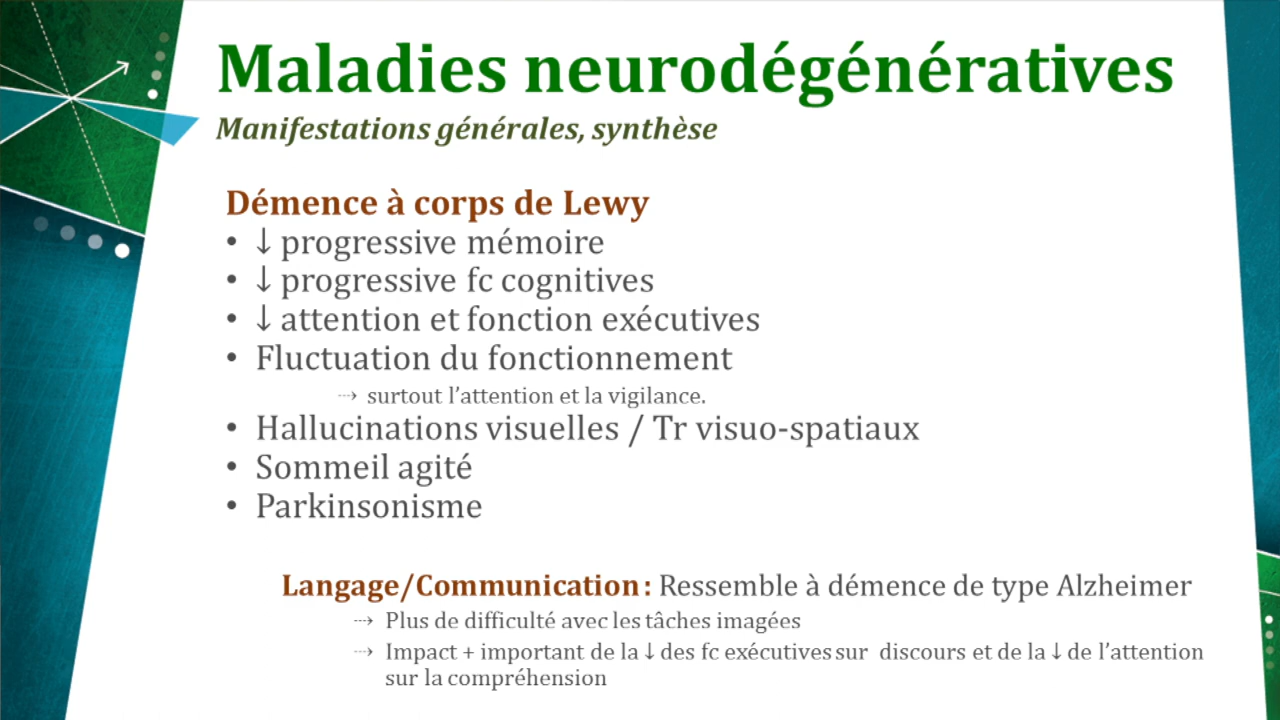 Maladies neurodégénératives
Manifestations générales, synthèse
Démence à corps de Lewy
• ↓ progressive mémoire
• ↓ progressive fc cognitives
• ↓ attention et fonction exécutives
• Fluctuation du fonctionnement
⇢ surtout l’attention et la vigilance.
• Hallucinations visuelles / Tr visuo-spatiaux
• Sommeil agité
• Parkinsonisme
Langage/Communication : Ressemble à démence de type Alzheimer
⇢ Plus de difficulté avec les tâches imagées
⇢ Impact + important de la ↓ des fc exécutives sur discours et de la ↓ de l’attention
sur la compréhension